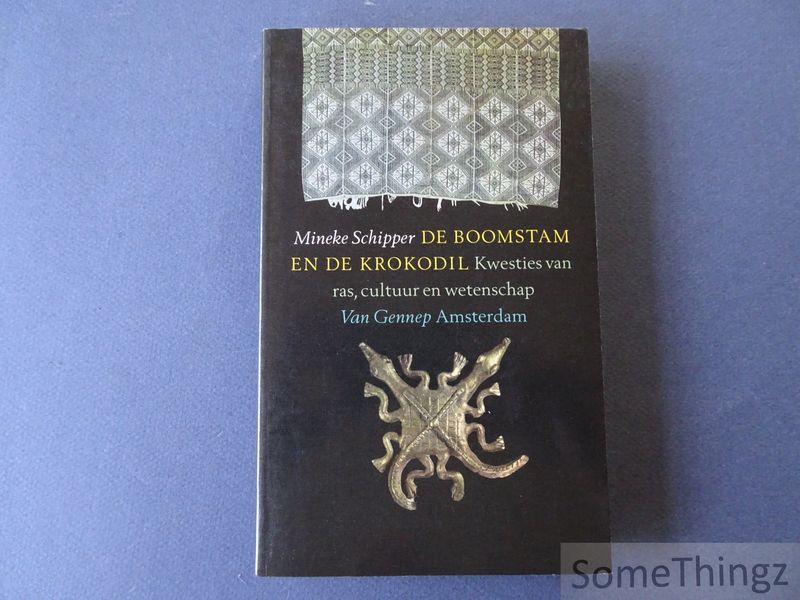 Mineke Schipper DE BOOMSTAM
EN DE KROKODIL Kwesties van
ras, cultuur en wetenschap
Van Gennep Amsterdam
SomeThingz